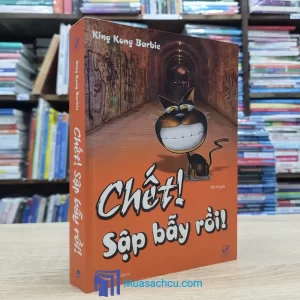 King Kong Barbie
King Kong Barbie
Chết! Sập bẫy rồi!
Chết!
Sập bẫy rồi!
Muasachcu.com